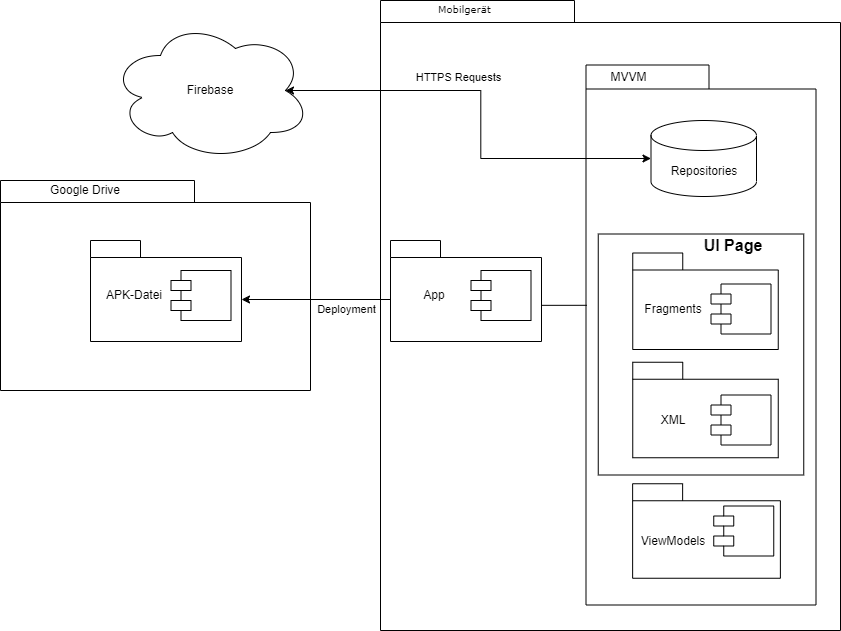 Mobilgerät
Firebase
HTTPS Requests
MVVM
Repositories
Google Drive
UI Page
APK-Datei
Deployment
App
Fragments
XML
ViewModels